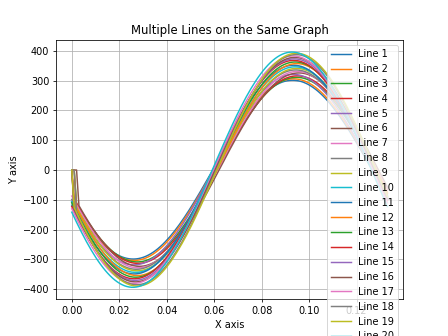 Multiple Lines on the Same Graph
400
300
200
100
0
−100
−200
−300
−400
Y axis
0.00
0.02
0.04
0.06
0.08
0.10
X axis
Line 1
Line 2
Line 3
Line 4
Line 5
Line 6
Line 7
Line 8
Line 9
Line 10
Line 11
Line 12
Line 13
Line 14
Line 15
Line 16
Line 17
Line 18
Line 19
Line 20